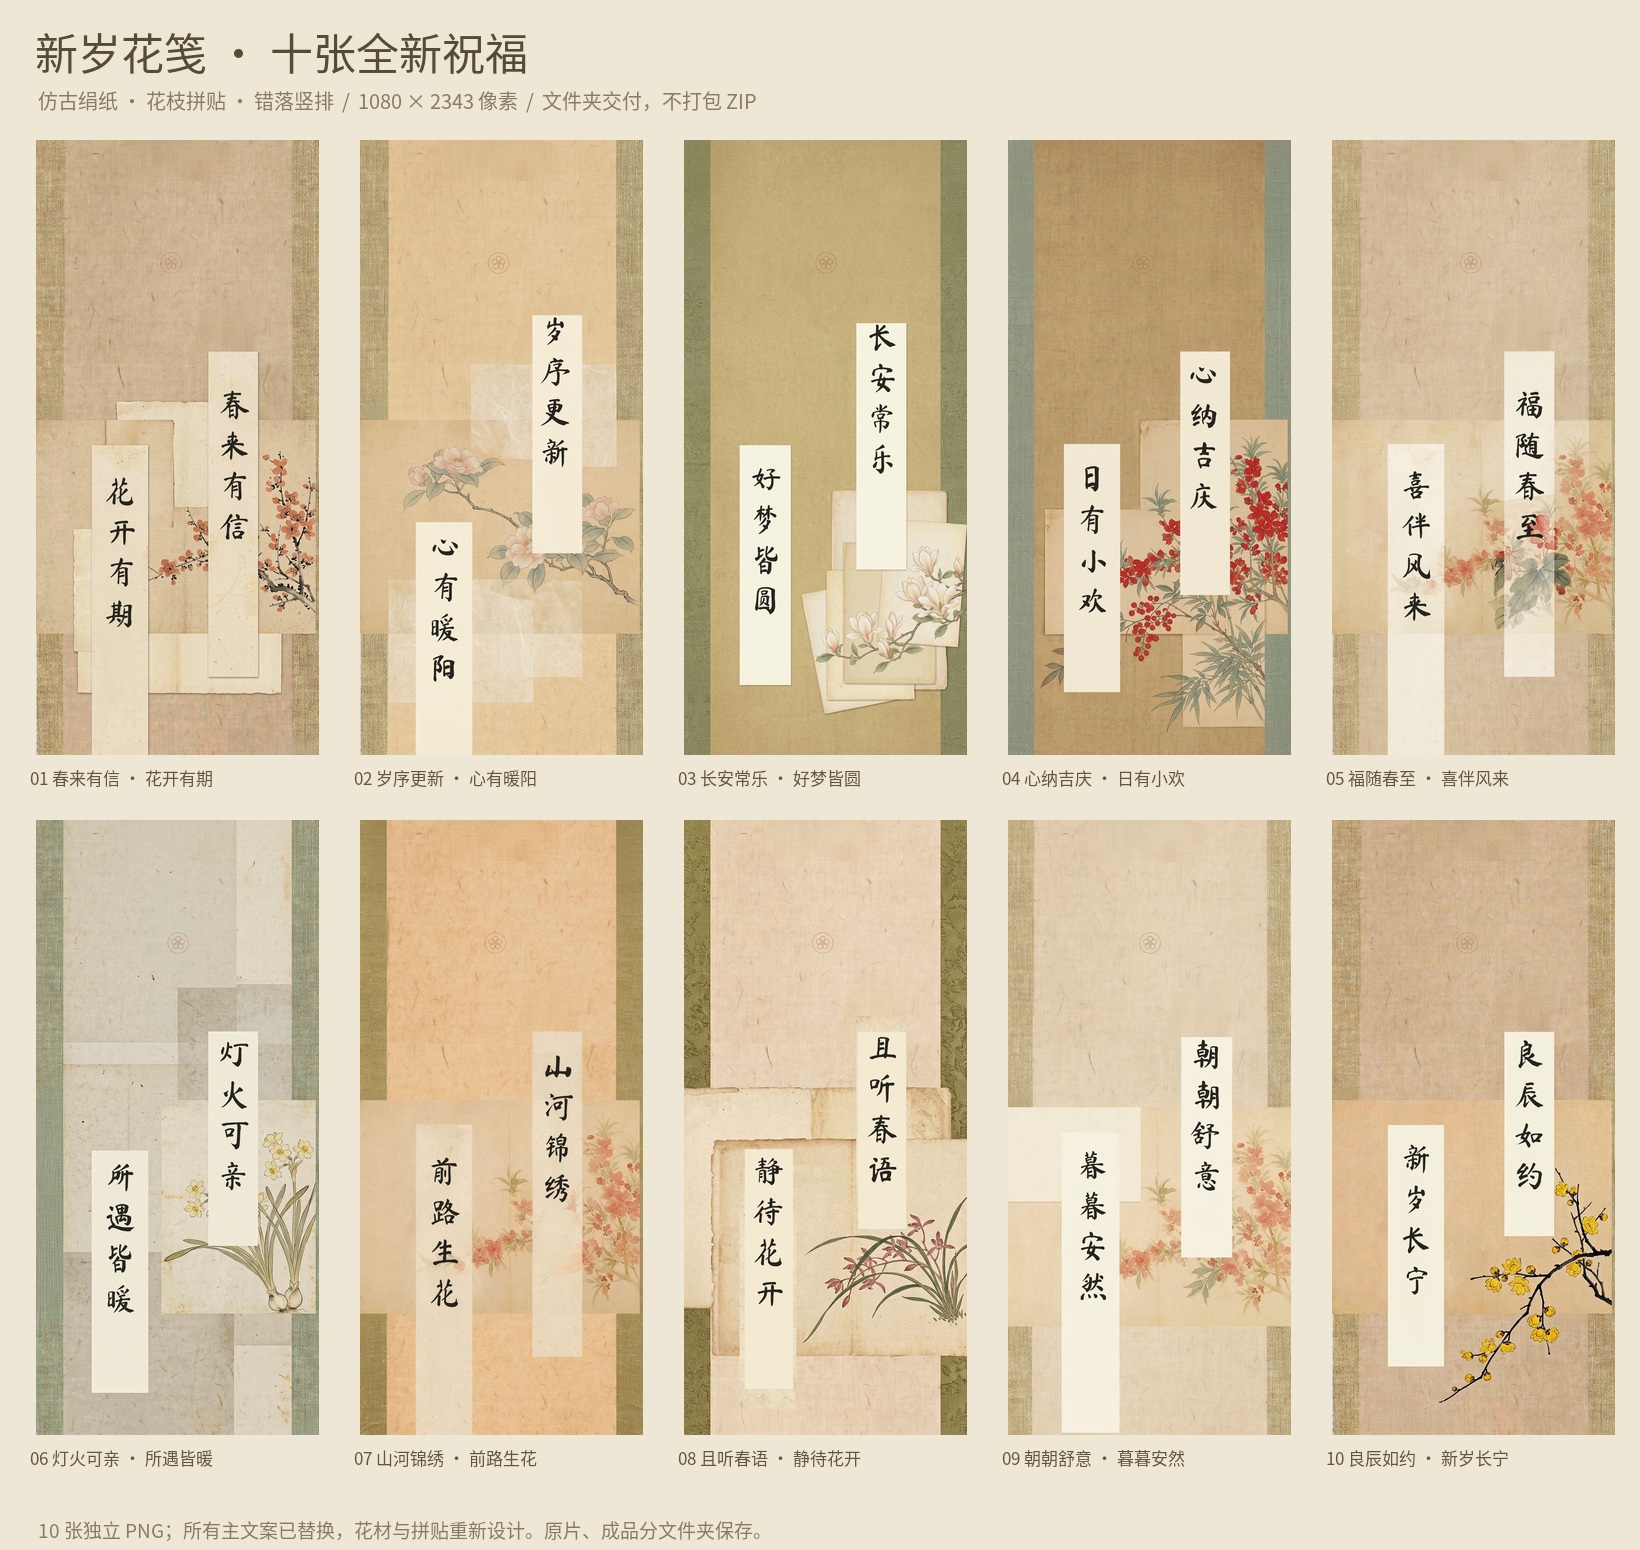 新岁花笺 · 十张全新祝福
仿古绢纸 · 花枝拼贴 · 错落竖排 / 1080 × 2343 像素 / 文件夹交付，不打包 ZIP
春来有信
花开有期
岁序更新
心有暖阳
长安常乐
好梦皆圆
心纳吉庆
日有小欢
福随春至
喜伴风来
01 春来有信 · 花开有期
02 岁序更新 · 心有暖阳
03 长安常乐 · 好梦皆圆
04 心纳吉庆 · 日有小欢
05 福随春至 · 喜伴风来
灯火可亲
所遇皆暖
山河锦绣
前路生花
且听春语
静待花开
朝朝舒意
暮暮安然
良辰如约
新岁长宁
06 灯火可亲 · 所遇皆暖
07 山河锦绣 · 前路生花
08 且听春语 · 静待花开
09 朝朝舒意 · 暮暮安然
10 良辰如约 · 新岁长宁
10 张独立 PNG；所有主文案已替换，花材与拼贴重新设计。原片、成品分文件夹保存。